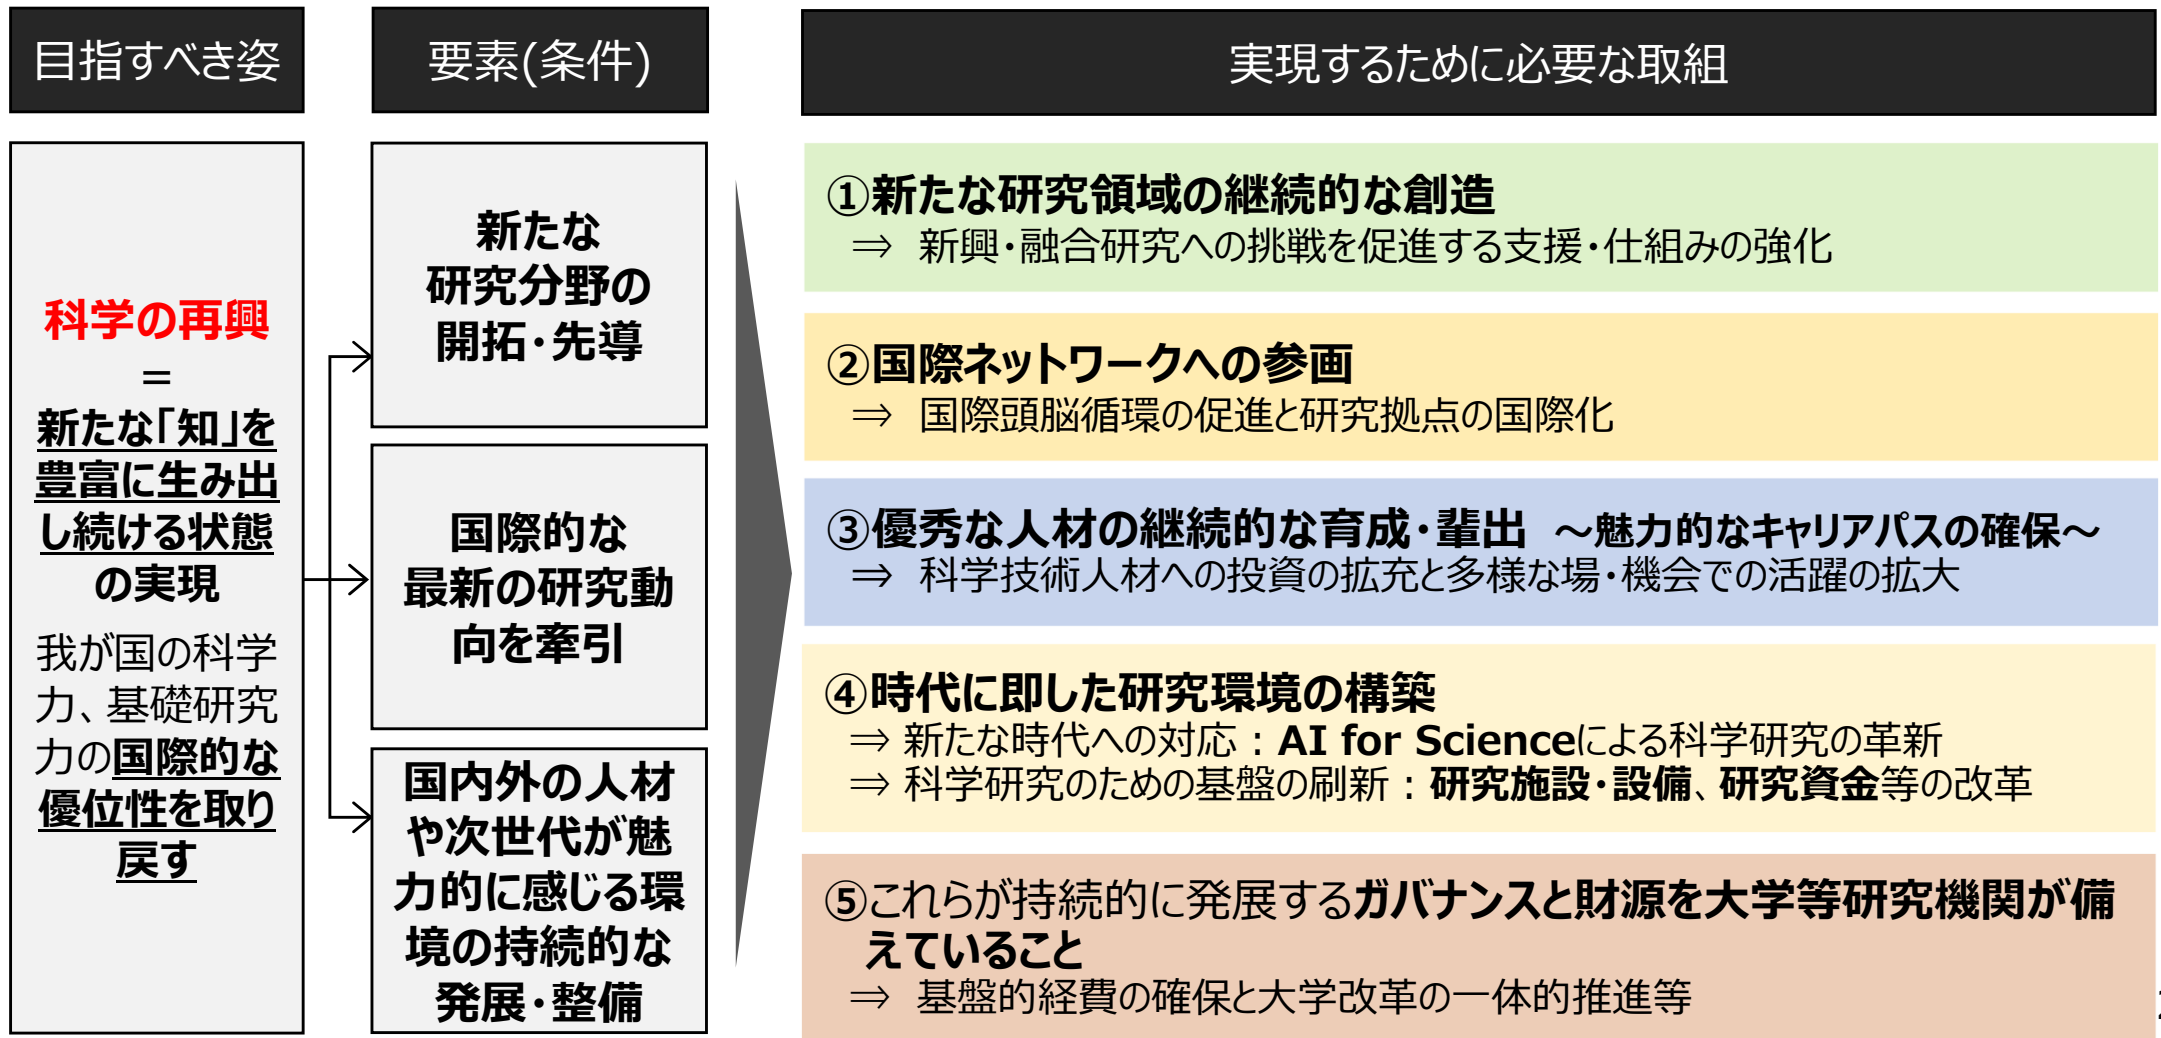 目指すべき姿
要素(条件)
実現するために必要な取組
科学の再興
=
新たな「知」を
豊富に生み出
し続ける状態
の実現
我が国の科学
力、基礎研究
力の国際的な
優位性を取り
戻す
新たな
研究分野の
開拓・先導
国際的な
最新の研究動
向を牽引
国内外の人材
や次世代が魅
力的に感じる環
境の持続的な
発展・整備
①新たな研究領域の継続的な創造
⇒ 新興・融合研究への挑戦を促進する支援・仕組みの強化
②国際ネットワークへの参画
⇒ 国際頭脳循環の促進と研究拠点の国際化
③優秀な人材の継続的な育成・輩出 ～魅力的なキャリアパスの確保～
⇒ 科学技術人材への投資の拡充と多様な場・機会での活躍の拡大
④時代に即した研究環境の構築
⇒ 新たな時代への対応：AI for Scienceによる科学研究の革新
⇒ 科学研究のための基盤の刷新：研究施設・設備、研究資金等の改革
⑤これらが持続的に発展するガバナンスと財源を大学等研究機関が備
えていること
⇒ 基盤的経費の確保と大学改革の一体的推進等